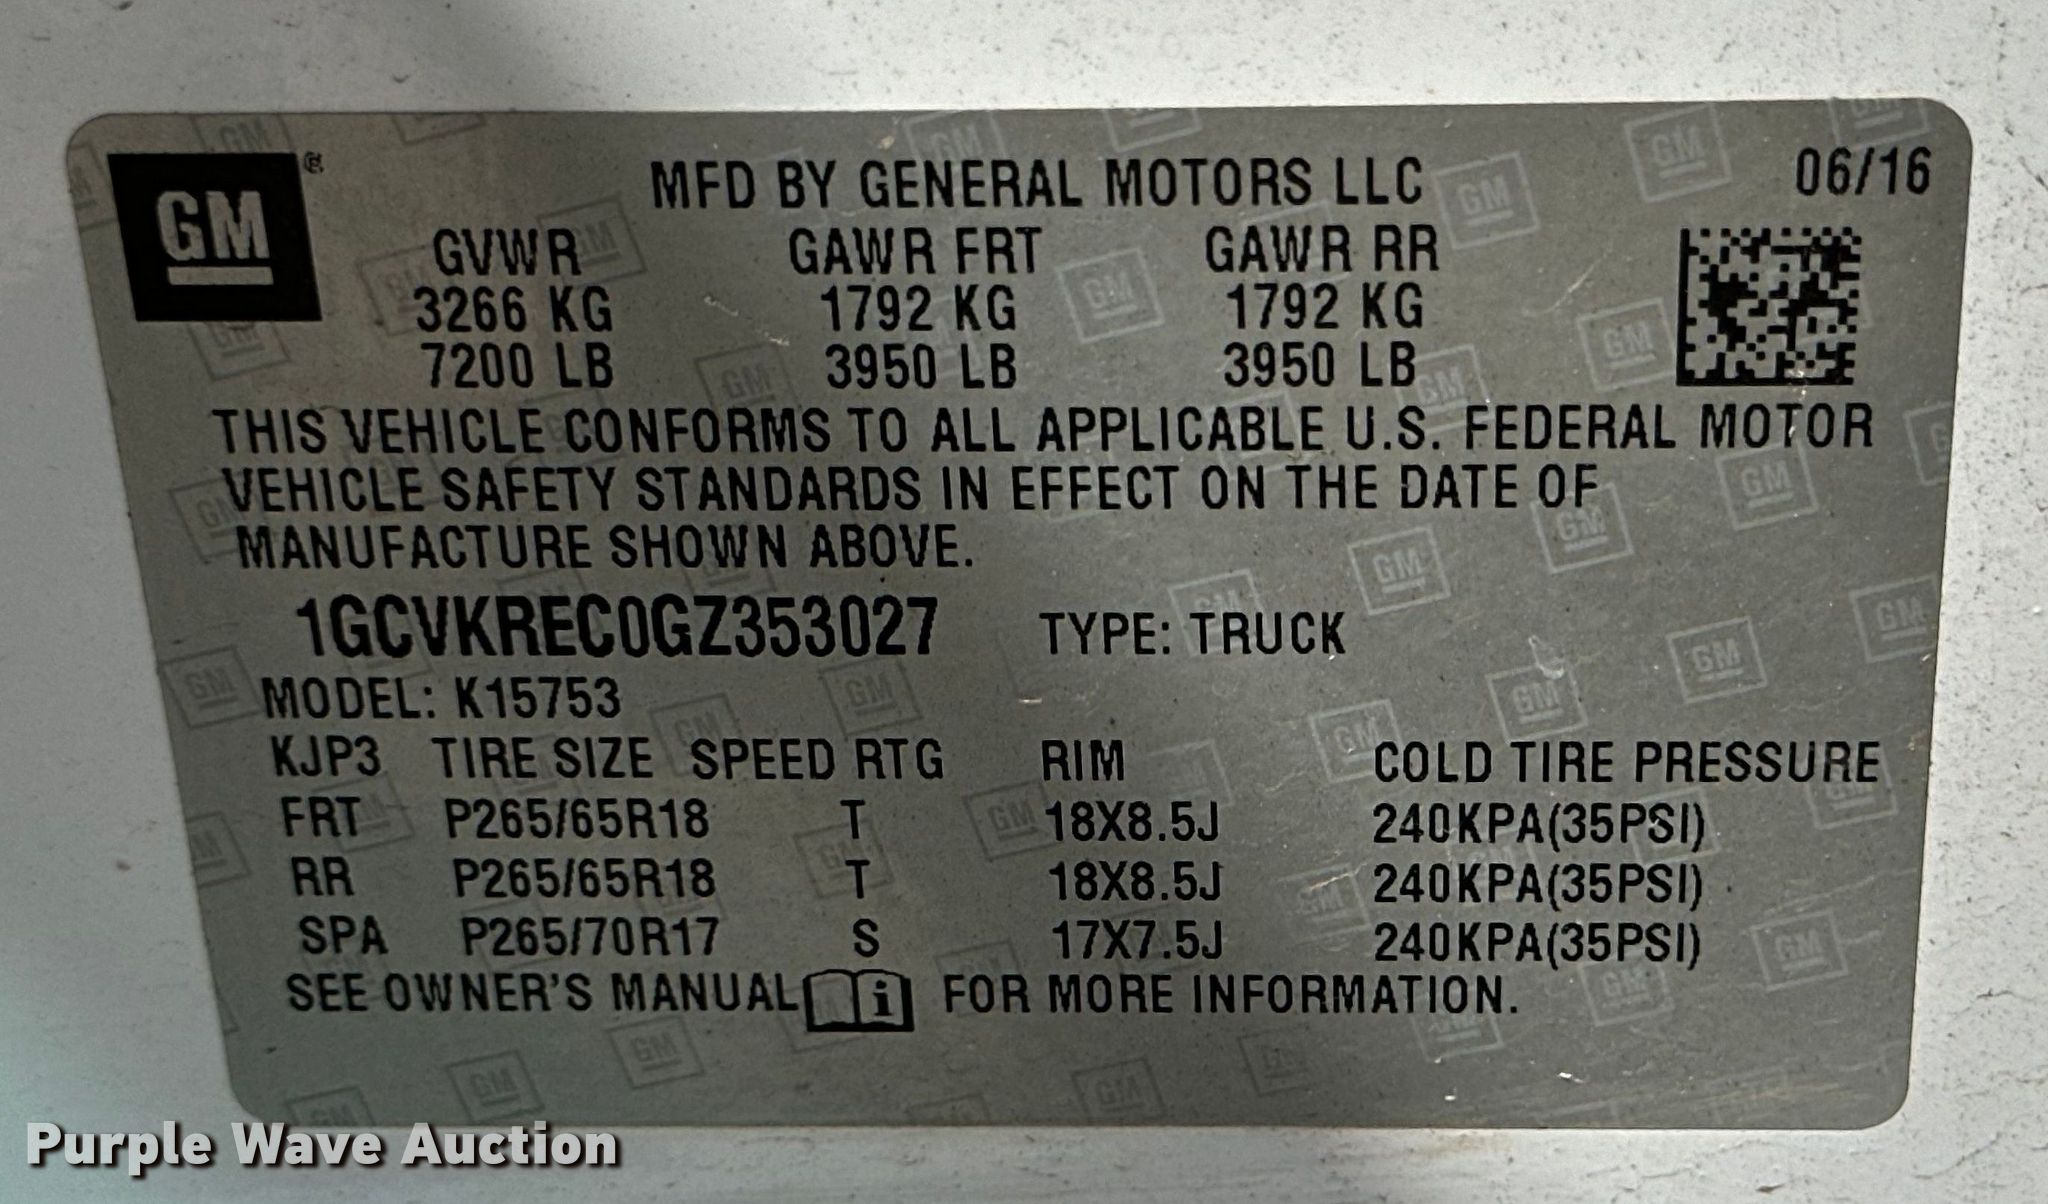 GM®
MFD BY GENERAL MOTORS LLC
06/16
GVWR GAWR FRT GAWR RR
3266 KG 1792 KG 1792 KG
7200 LB 3950 LB 3950 LB
THIS VEHICLE CONFORMS TO ALL APPLICABLE U.S. FEDERAL MOTOR
VEHICLE SAFETY STANDARDS IN EFFECT ON THE DATE OF
MANUFACTURE SHOWN ABOVE.
1GCVKREC0GZ353027 TYPE: TRUCK
MODEL: K15753
KJP3 TIRE SIZE SPEED RTG RIM COLD TIRE PRESSURE
FRT P265/65R18 T 18X8.5J 240KPA(35PSI)
RR P265/65R18 T 18X8.5J 240KPA(35PSI)
SPA P265/70R17 S 17X7.5J 240KPA(35PSI)
SEE OWNER'S MANUAL i FOR MORE INFORMATION.
Purple Wave Auction